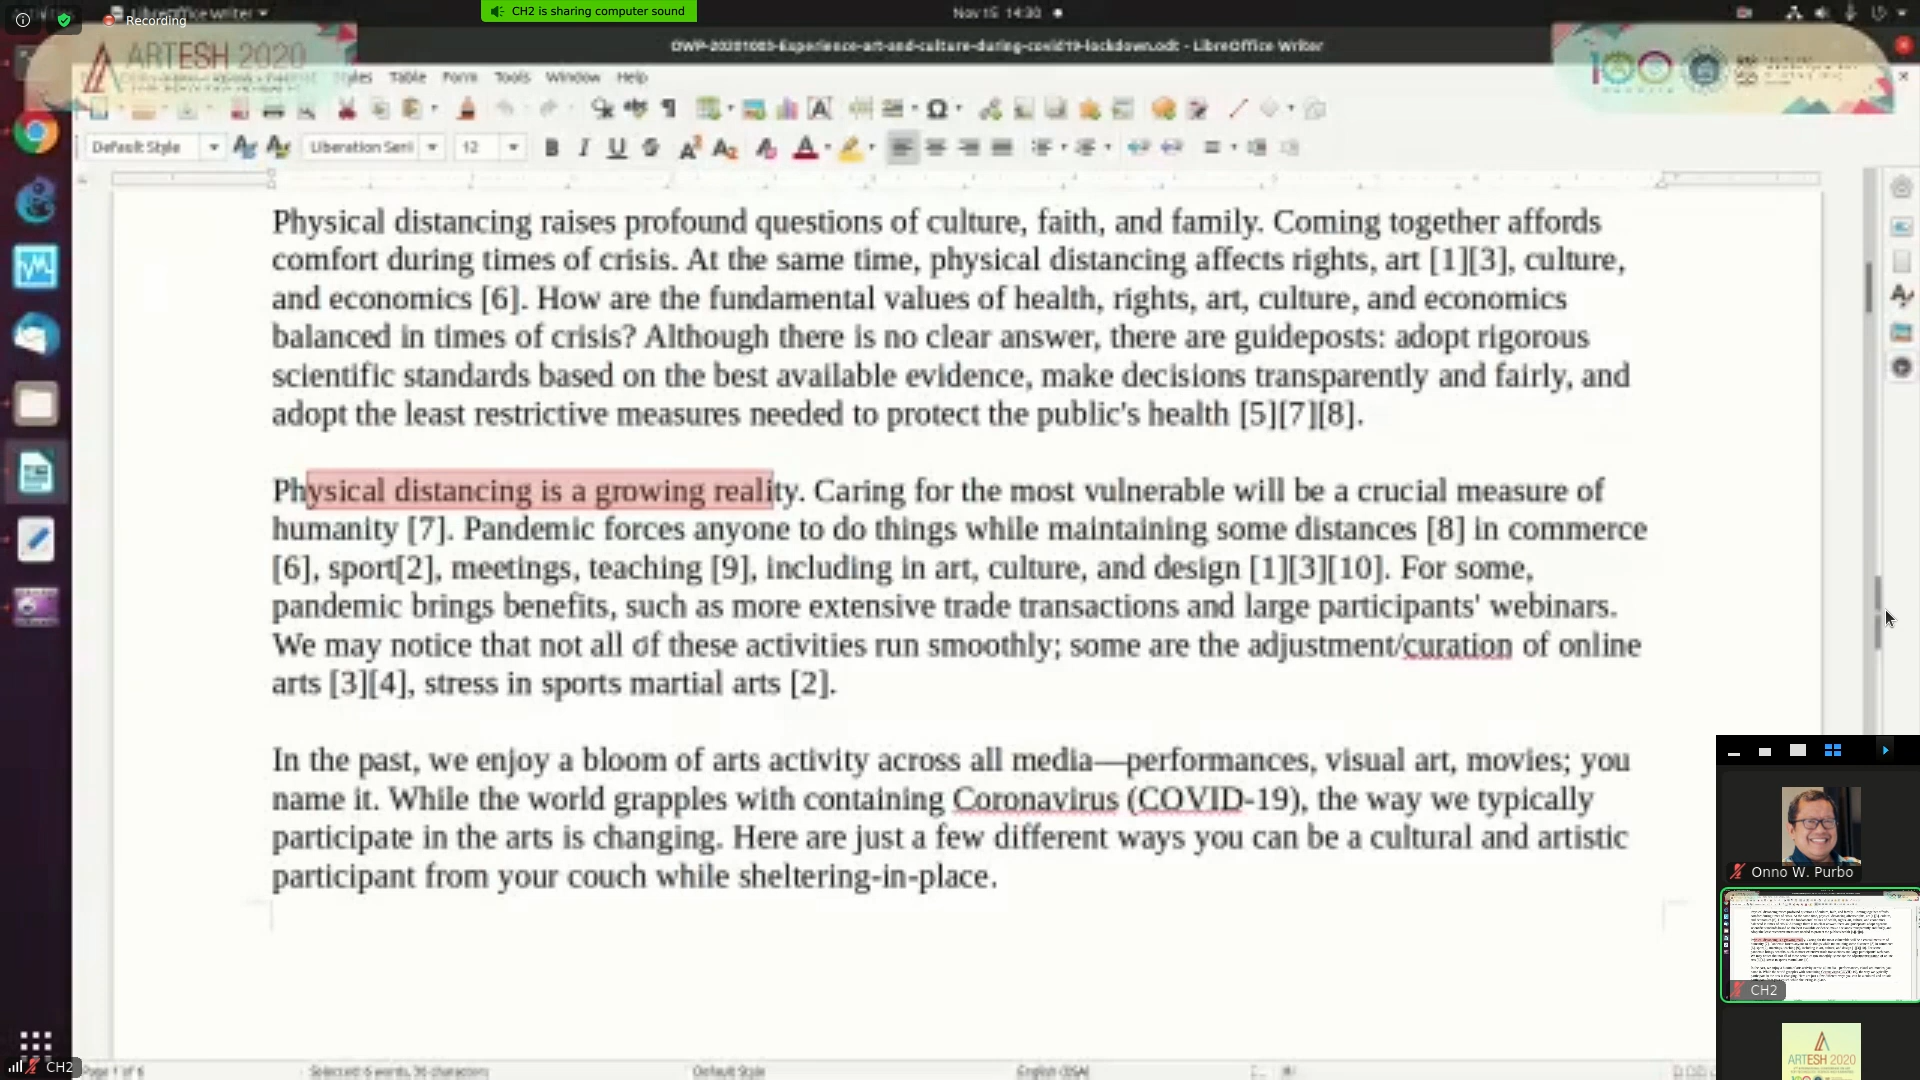 Recording
CH2 is sharing computer sound
Nov 15 14:30
ARTESH 2020
OWP-20201003-Experience-art-and-culture-during-covid19-lockdown.odt - LibreOffice Writer
Styles Table Form Tools Window Help
Default Style Liberation Seri 12
Physical distancing raises profound questions of culture, faith, and family. Coming together affords
comfort during times of crisis. At the same time, physical distancing affects rights, art [1][3], culture,
and economics [6]. How are the fundamental values of health, rights, art, culture, and economics
balanced in times of crisis? Although there is no clear answer, there are guideposts: adopt rigorous
scientific standards based on the best available evidence, make decisions transparently and fairly, and
adopt the least restrictive measures needed to protect the public's health [5][7][8].
Physical distancing is a growing reality. Caring for the most vulnerable will be a crucial measure of
humanity [7]. Pandemic forces anyone to do things while maintaining some distances [8] in commerce
[6], sport[2], meetings, teaching [9], including in art, culture, and design [1][3][10]. For some,
pandemic brings benefits, such as more extensive trade transactions and large participants' webinars.
We may notice that not all of these activities run smoothly; some are the adjustment/curation of online
arts [3][4], stress in sports martial arts [2].
In the past, we enjoy a bloom of arts activity across all media—performances, visual art, movies; you
name it. While the world grapples with containing Coronavirus (COVID-19), the way we typically
participate in the arts is changing. Here are just a few different ways you can be a cultural and artistic
participant from your couch while sheltering-in-place.
Onno W. Purbo
CH2
ARTESH 2020
CH2
Page 1 of 6 Selected: 6 words, 36 characters Default Style English (USA)